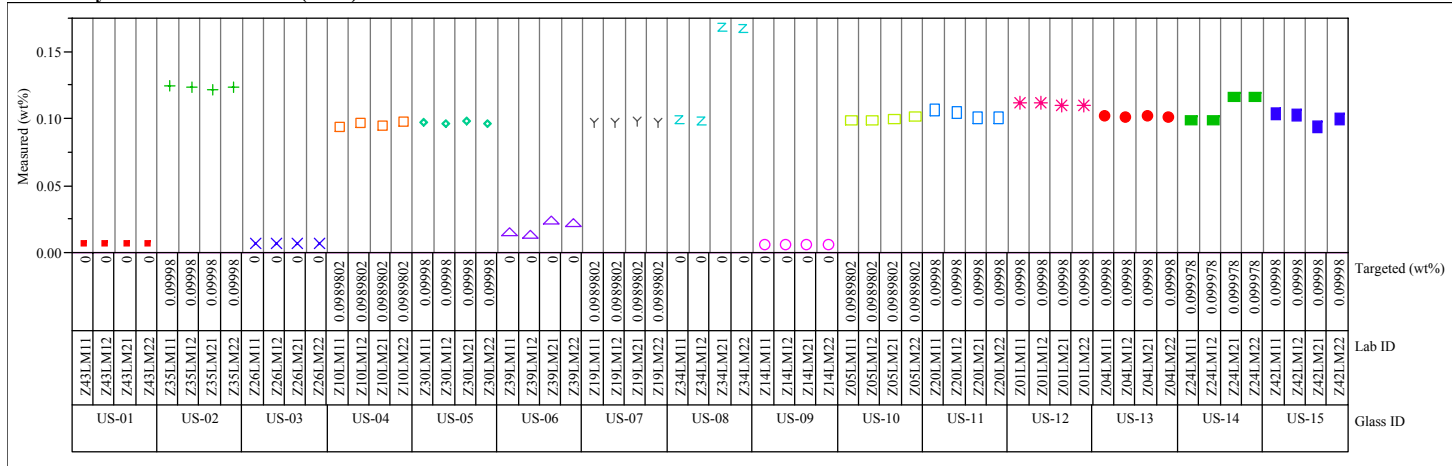 Measured (wt%)
0.15
0.10
0.05
0.00
0 0 0 0 0.09998 0.09998 0.09998 0.09998 0 0 0 0 0.0989802 0.0989802 0.0989802 0.0989802 0.09998 0.09998 0.09998 0.09998 0 0 0 0 0.0989802 0.0989802 0.0989802 0.0989802 0 0 0 0 0 0 0 0 0.0989802 0.0989802 0.0989802 0.0989802 0.09998 0.09998 0.09998 0.09998 0.09998 0.09998 0.09998 0.09998 0.09998 0.09998 0.09998 0.09998 0.099978 0.099978 0.099978 0.099978 0.09998 0.09998 0.09998 0.09998 Targeted (wt%)
Z43LM11 Z43LM12 Z43LM21 Z43LM22 Z35LM11 Z35LM12 Z35LM21 Z35LM22 Z26LM11 Z26LM12 Z26LM21 Z26LM22 Z10LM11 Z10LM12 Z10LM21 Z10LM22 Z30LM11 Z30LM12 Z30LM21 Z30LM22 Z39LM11 Z39LM12 Z39LM21 Z39LM22 Z19LM11 Z19LM12 Z19LM21 Z19LM22 Z34LM11 Z34LM12 Z34LM21 Z34LM22 Z14LM11 Z14LM12 Z14LM21 Z14LM22 Z05LM11 Z05LM12 Z05LM21 Z05LM22 Z20LM11 Z20LM12 Z20LM21 Z20LM22 Z01LM11 Z01LM12 Z01LM21 Z01LM22 Z04LM11 Z04LM12 Z04LM21 Z04LM22 Z24LM11 Z24LM12 Z24LM21 Z24LM22 Z42LM11 Z42LM12 Z42LM21 Z42LM22 Lab ID
US-01 US-02 US-03 US-04 US-05 US-06 US-07 US-08 US-09 US-10 US-11 US-12 US-13 US-14 US-15 Glass ID